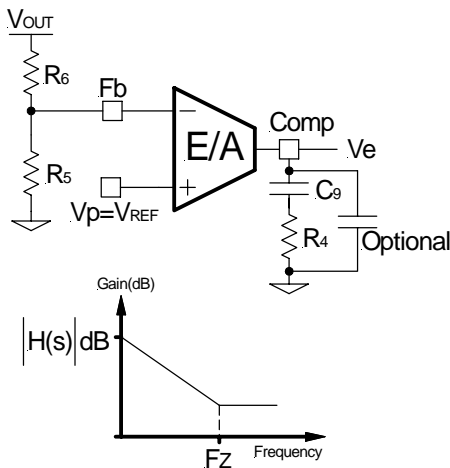 VOUT
R6
Fb
R5
Vp=VREF
E/A
Comp
Ve
C9
R4
Optional
Gain(dB)
|H(s)| dB
FZ
Frequency